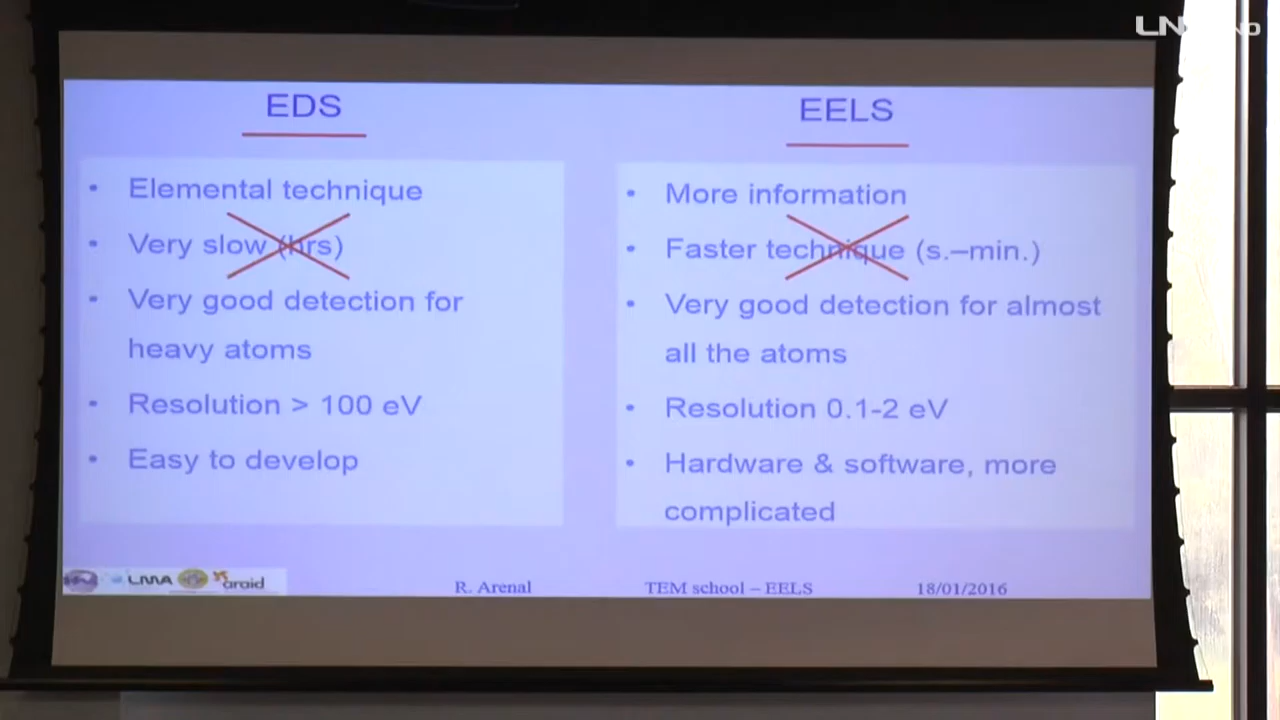 EDS
• Elemental technique
• Very slow (hrs)
• Very good detection for
heavy atoms
• Resolution > 100 eV
• Easy to develop
EELS
• More information
• Faster technique (s.–min.)
• Very good detection for almost
all the atoms
• Resolution 0.1-2 eV
• Hardware & software, more
complicated
LMA
araid
R. Arenal
TEM school – EELS
18/01/2016